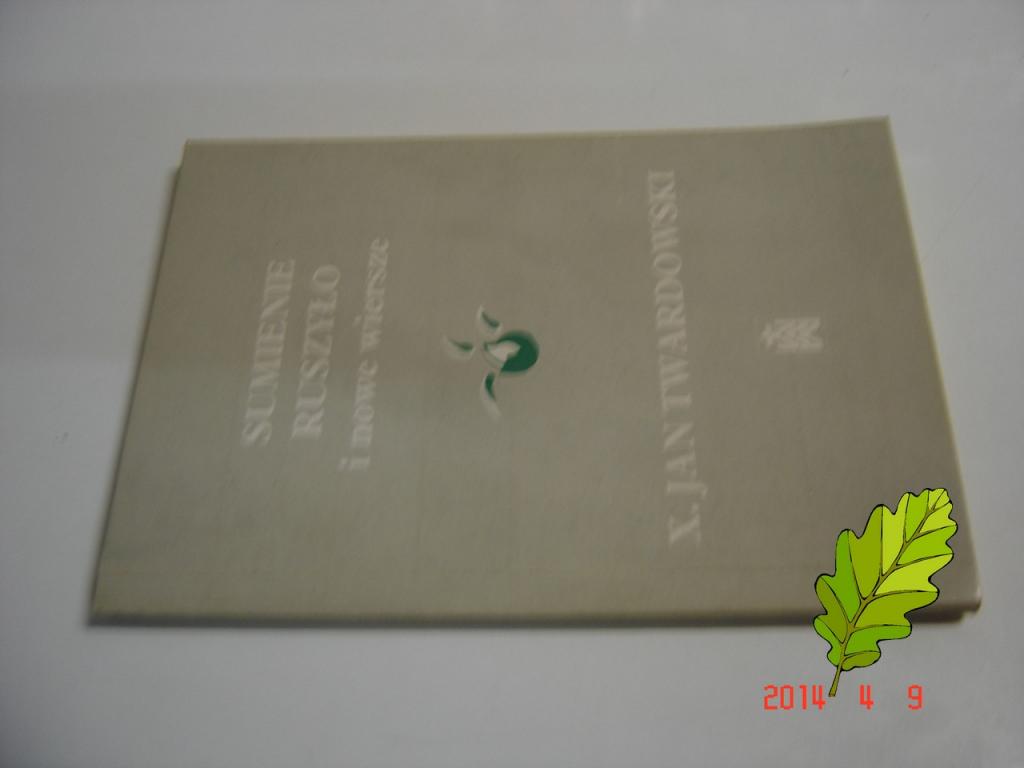 SUMIENIE
RUSZYŁO
i nowe wiersze
X. JAN TWARDOWSKI
2014 4 9